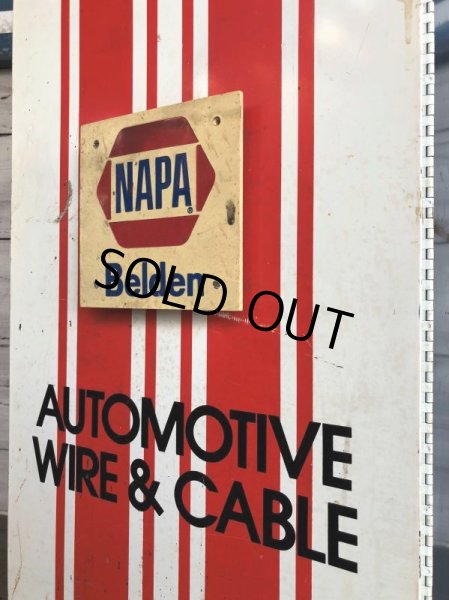 NAPA®
Belden
SOLD OUT
AUTOMOTIVE
WIRE & CABLE